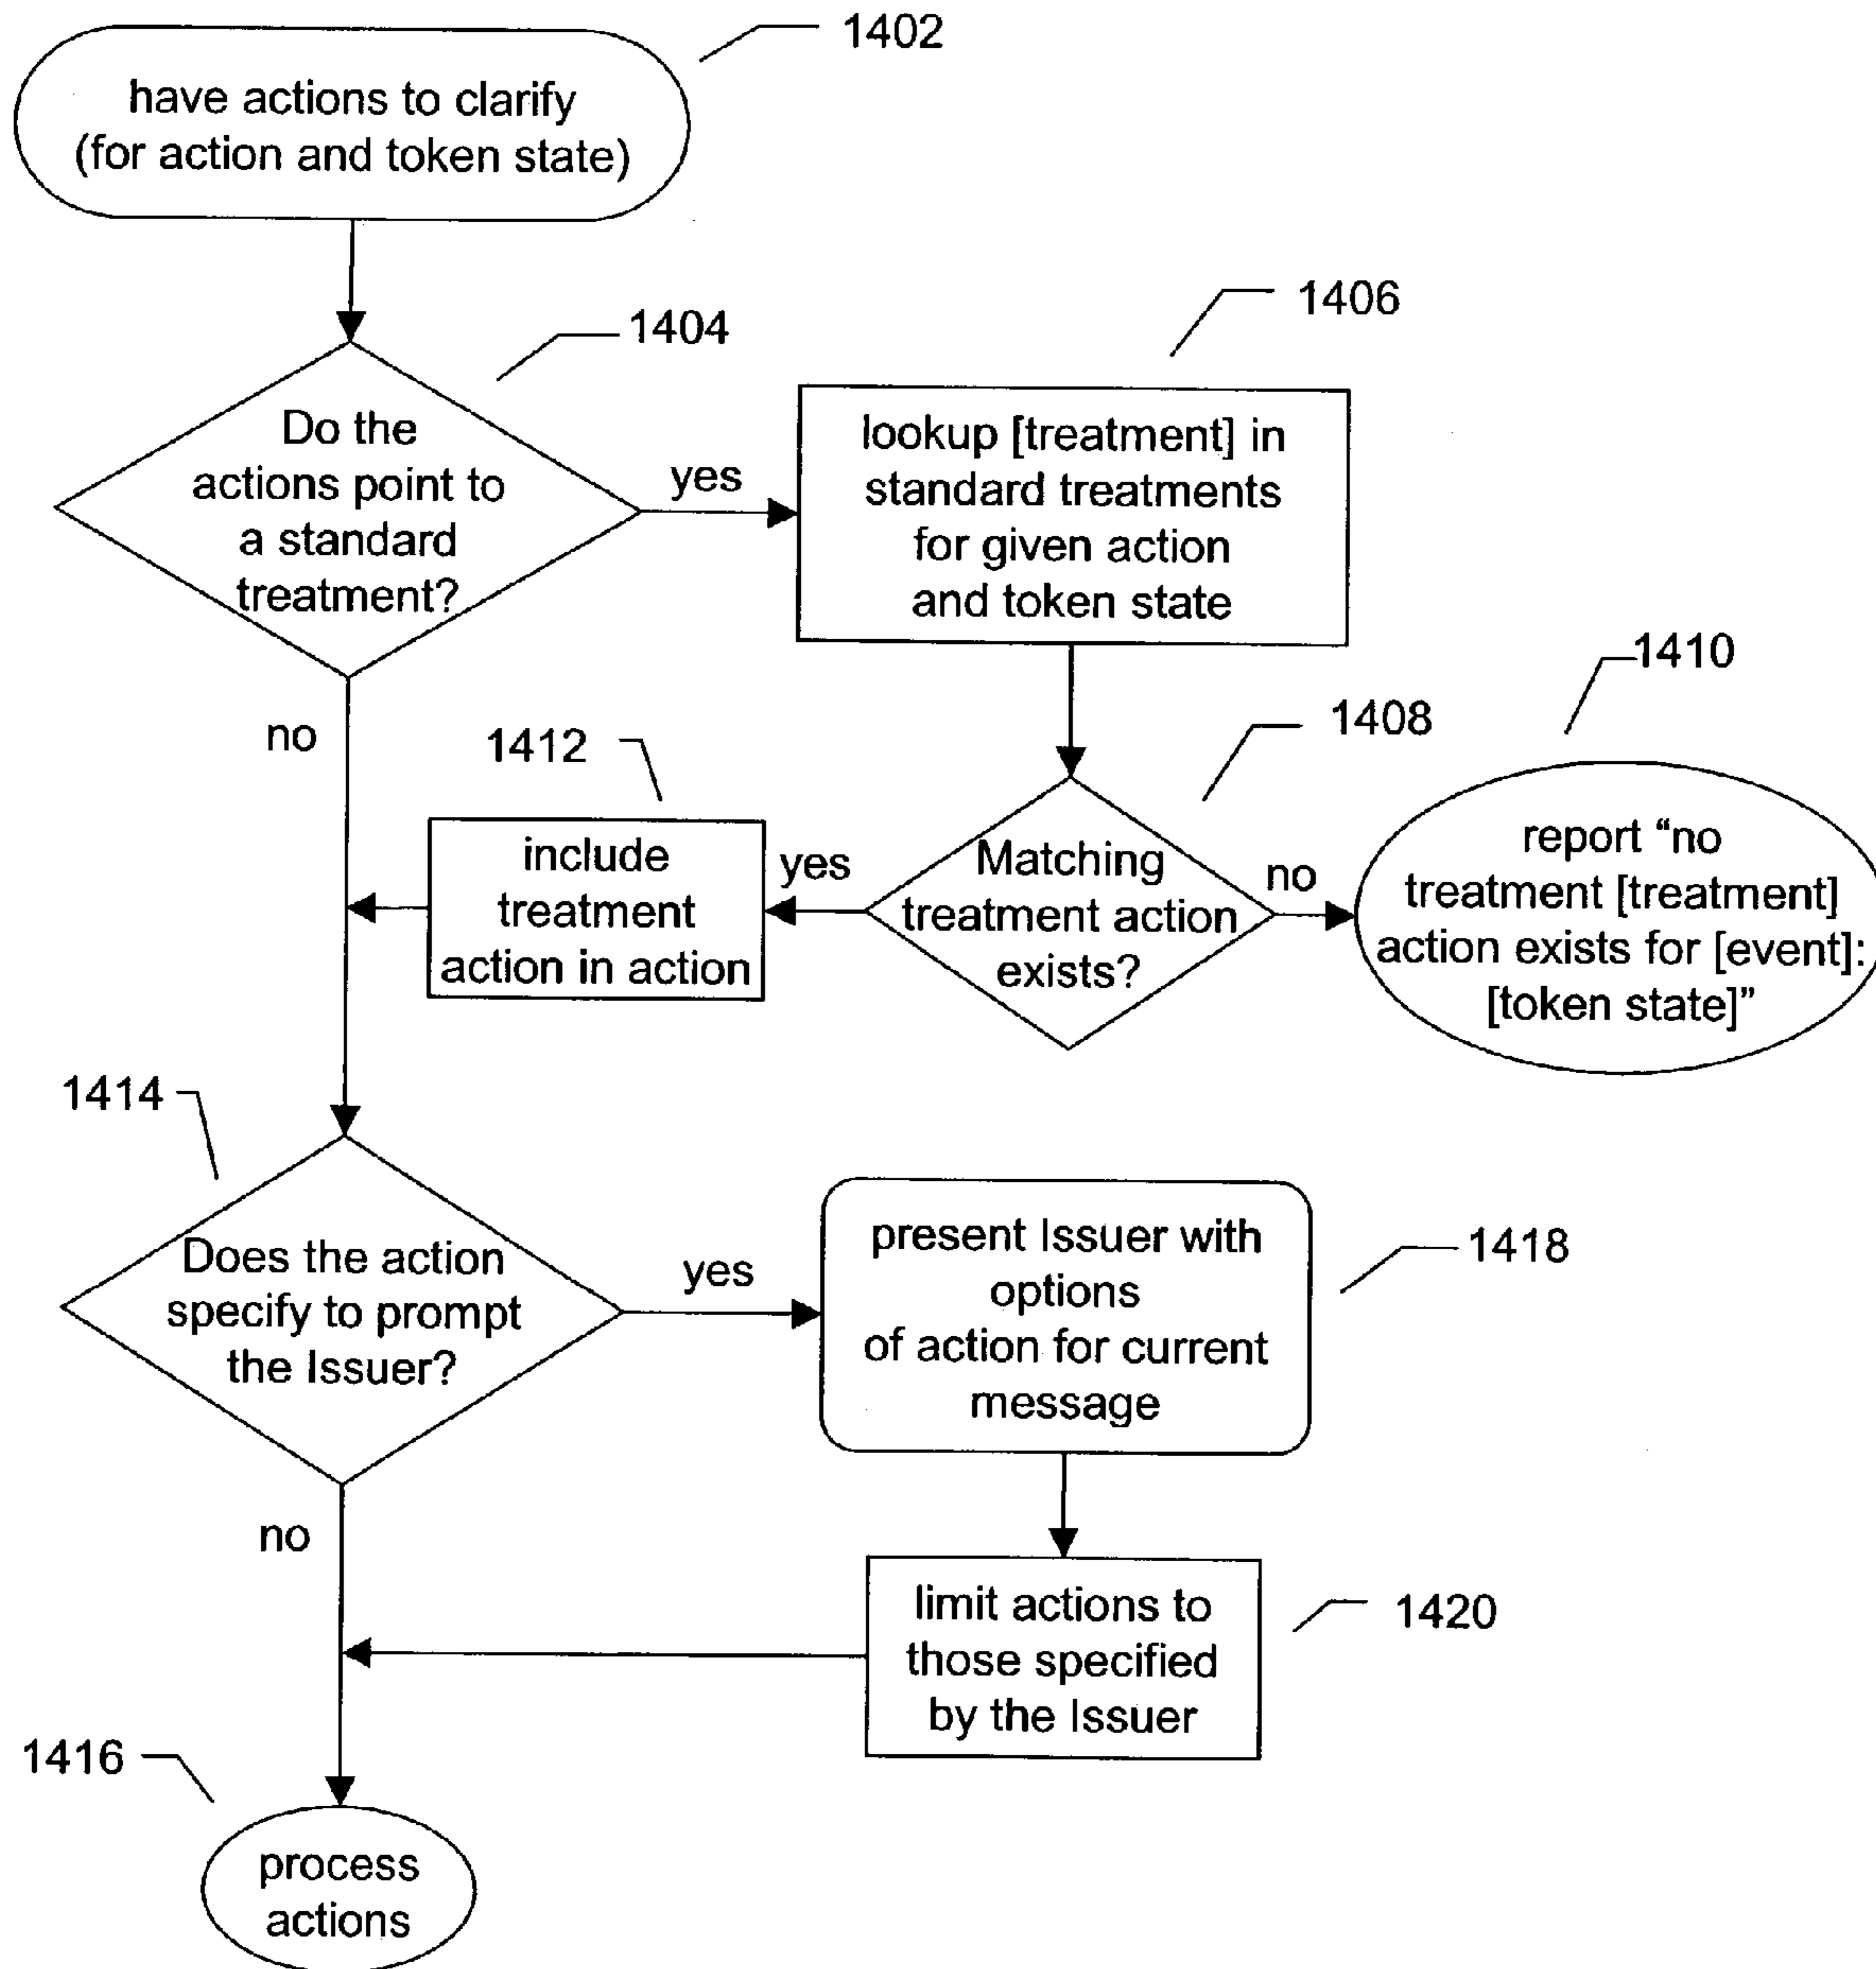 1402
have actions to clarify
(for action and token state)
1404
Do the
actions point to
a standard
treatment?
yes
no
1406
lookup [treatment] in
standard treatments
for given action
and token state
1408
Matching
treatment action
exists?
yes
no
1410
report “no
treatment [treatment]
action exists for [event]:
[token state]”
1412
include
treatment
action in action
1414
Does the action
specify to prompt
the Issuer?
yes
no
1418
present Issuer with
options
of action for current
message
1420
limit actions to
those specified
by the Issuer
1416
process
actions